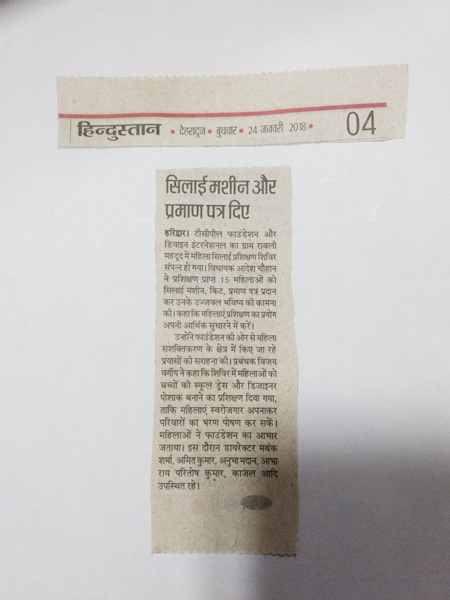 हिन्दुस्तान • देहरादून • बुधवार • 24 जनवरी 2018 • 04
सिलाई मशीन और
प्रमाण पत्र दिए
हरिद्वार। टीसीपील फाउंडेशन और
डिवाइन इंटरनेशनल का ग्राम रावली
महदूद में महिला सिलाई प्रशिक्षण शिविर
संपन्न हो गया। विधायक आदेश चौहान
ने प्रशिक्षण प्राप्त 15 महिलाओं को
सिलाई मशीन, किट, प्रमाण पत्र प्रदान
कर उनके उज्जवल भविष्य की कामना
की। कहा कि महिलाएं प्रशिक्षण का प्रयोग
अपनी आर्थिक सुधारने में करें।
उन्होंने फाउंडेशन की ओर से महिला
सशक्तिकरण के क्षेत्र में किए जा रहे
प्रयासों की सराहना की। प्रबंधक विजय
वर्गीय ने कहा कि शिविर में महिलाओं को
बच्चों की स्कूल ड्रेस और डिजाइनर
पोशाक बनाने का प्रशिक्षण दिया गया,
ताकि महिलाएं स्वरोजगार अपनाकर
परिवारों का भरण पोषण कर सकें।
महिलाओं ने फाउंडेशन का आभार
जताया। इस दौरान डायरेक्टर मयंक
शर्मा, अमित कुमार, अनुभा मदान, आभा
राय परितोष कुमार, काजल आदि
उपस्थित रहे।